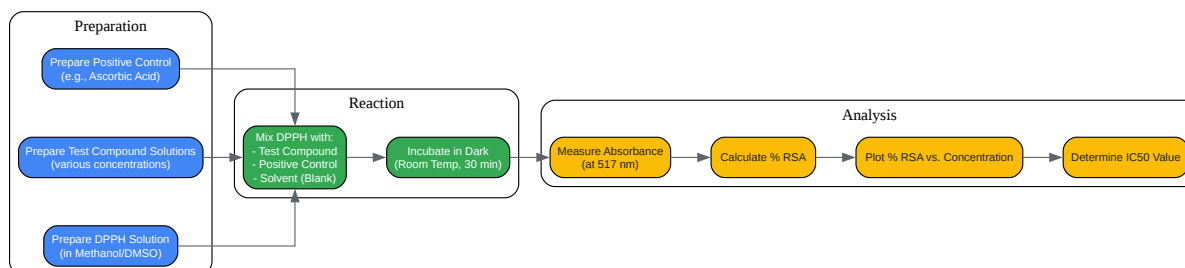 Preparation
Prepare Positive Control
(e.g., Ascorbic Acid)
Prepare Test Compound Solutions
(various concentrations)
Prepare DPPH Solution
(in Methanol/DMSO)
Reaction
Mix DPPH with:
- Test Compound
- Positive Control
- Solvent (Blank)
Incubate in Dark
(Room Temp, 30 min)
Analysis
Measure Absorbance
(at 517 nm)
Calculate % RSA
Plot % RSA vs. Concentration
Determine IC50 Value